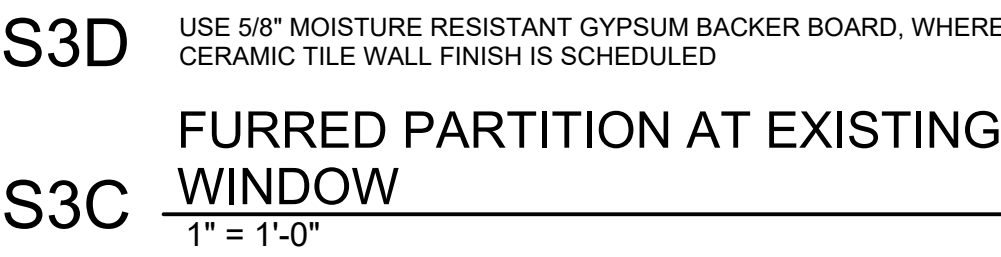 S3D USE 5/8" MOISTURE RESISTANT GYPSUM BACKER BOARD, WHERE
CERAMIC TILE WALL FINISH IS SCHEDULED
FURRED PARTITION AT EXISTING
S3C WINDOW
1" = 1'-0"